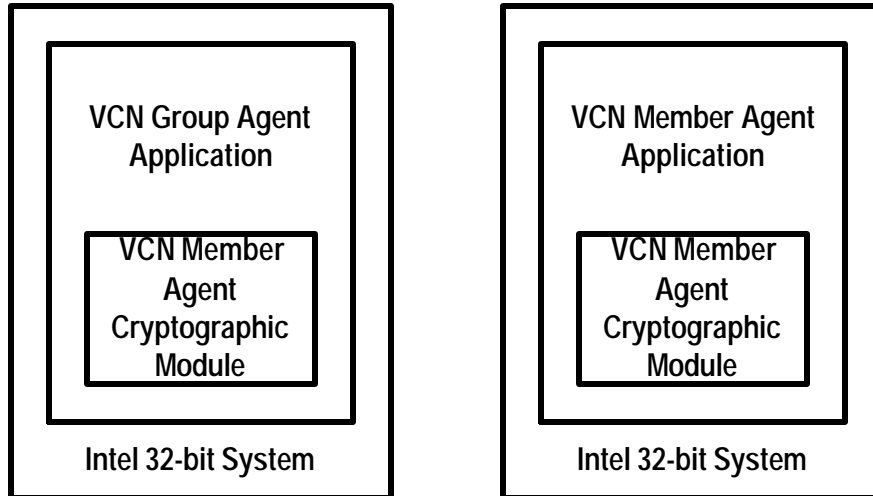 VCN Group Agent
Application
VCN Member
Agent
Cryptographic
Module
Intel 32-bit System
VCN Member Agent
Application
VCN Member
Agent
Cryptographic
Module
Intel 32-bit System